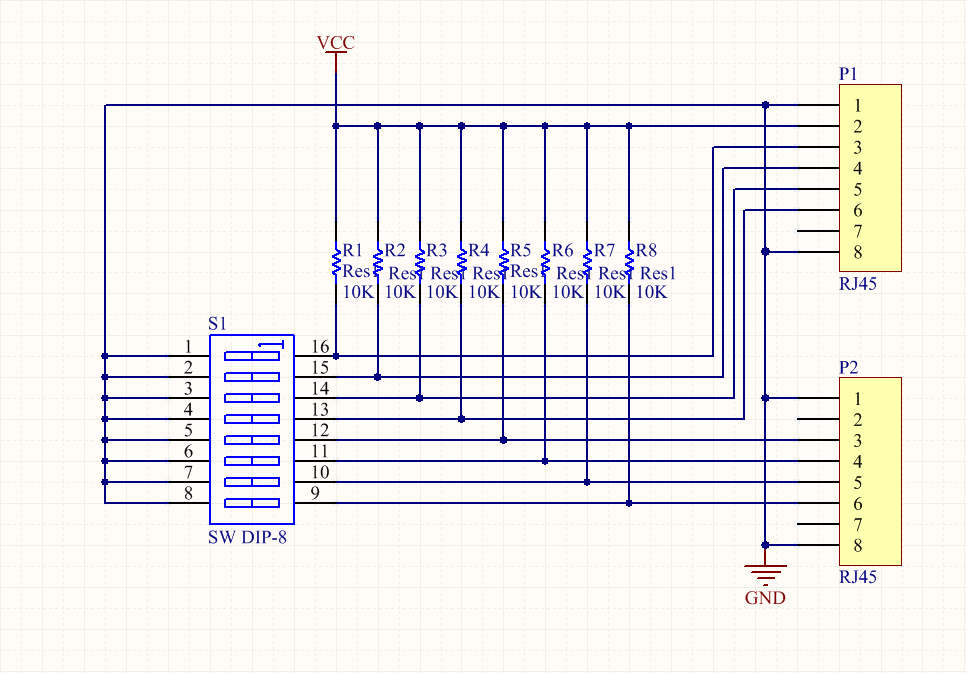 VCC
P1
1
2
3
4
5
6
7
8
RJ45
R1 R2 R3 R4 R5 R6 R7 R8
Res1 Res1 Res1 Res1 Res1 Res1 Res1 Res1
10K 10K 10K 10K 10K 10K 10K 10K
S1
1 16
2 15
3 14
4 13
5 12
6 11
7 10
8 9
SW DIP-8
P2
1
2
3
4
5
6
7
8
RJ45
GND